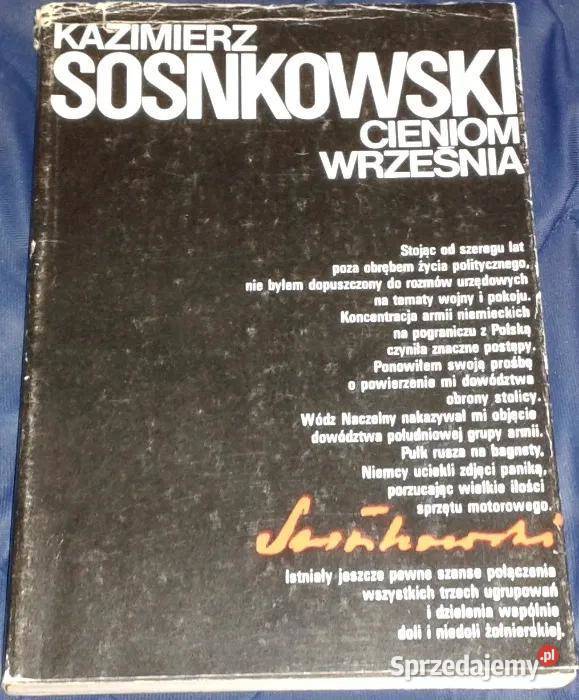 KAZIMIERZ
SOSNKOWSKI
CIENIOM
WRZEŚNIA
Stojąc od szeregu lat
poza obrębem życia politycznego,
nie byłem dopuszczony do rozmów urzędowych
na tematy wojny i pokoju.
Koncentracja armii niemieckich
na pograniczu z Polską
czyniła znaczne postępy.
Ponowiłem swoją prośbę
o powierzenie mi dowództwa
obrony stolicy.
Wódz Naczelny nakazywał mi objęcie
dowództwa południowej grupy armii.
Pułk rusza na bagnety.
Niemcy uciekli zdjęci paniką,
porzucając wielkie ilości
sprzętu motorowego.
Sosnkowski
Istniały jeszcze pewne szanse połączenia
wszystkich trzech ugrupowań
i dzielenia wspólnie
doli i niedoli żołnierskiej.
Sprzedajemy.pl